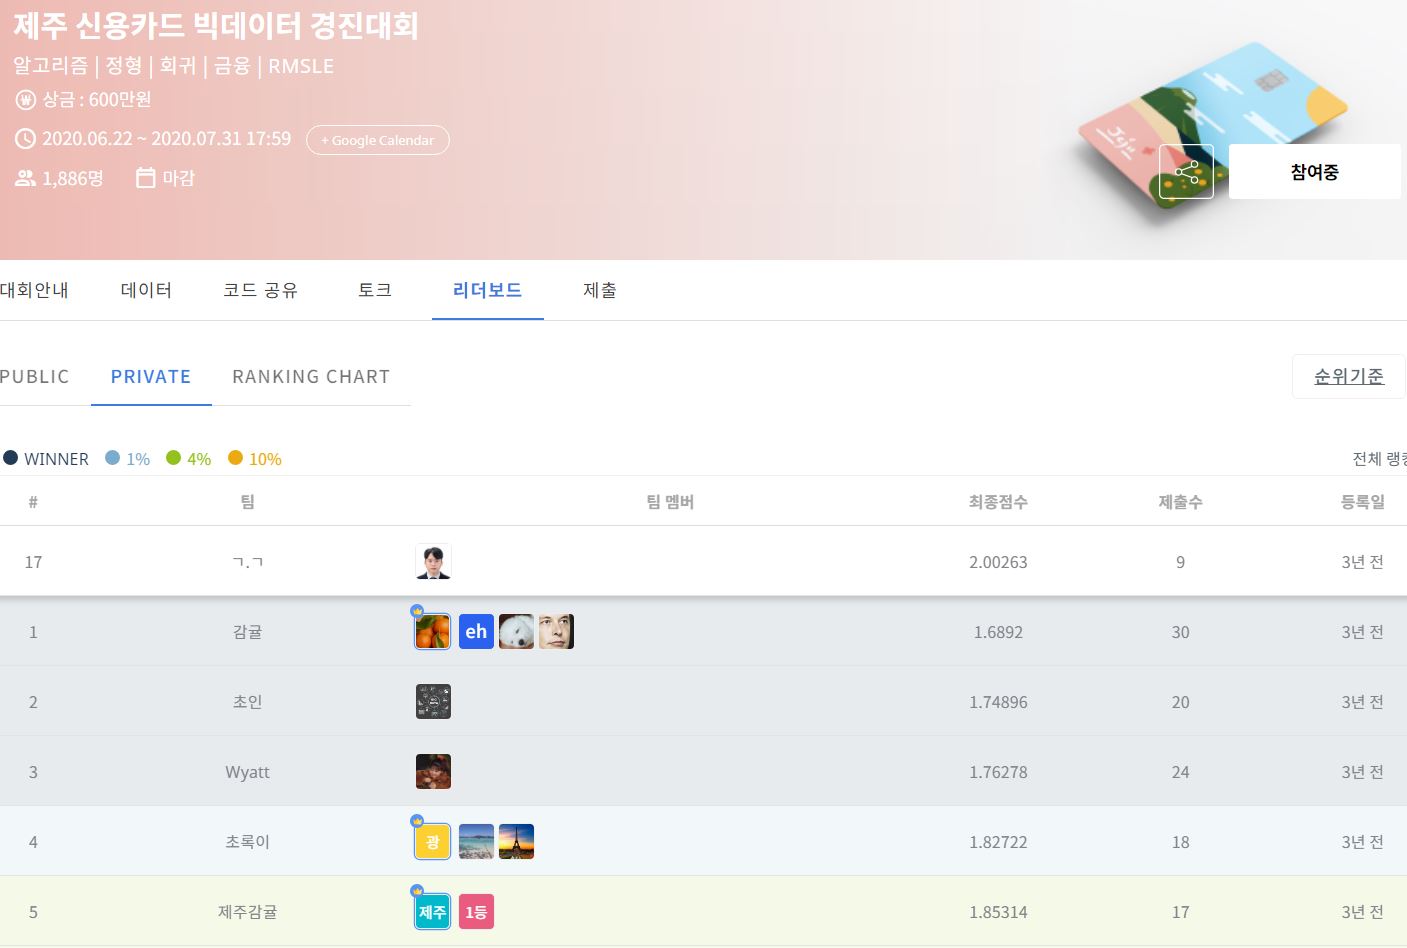 제주 신용카드 빅데이터 경진대회
알고리즘 | 정형 | 회귀 | 금융 | RMSLE
상금 : 600만원
2020.06.22 ~ 2020.07.31 17:59 + Google Calendar
1,886명 마감
Jeju
참여중
대회안내 데이터 코드 공유 토크 리더보드 제출
PUBLIC PRIVATE RANKING CHART 순위기준
WINNER 1% 4% 10% 전체
# 팀 팀 멤버 최종점수 제출수 등록일
17 ㄱ.ㄱ 2.00263 9 3년 전
1 감귤 eh 1.6892 30 3년 전
2 초인 1.74896 20 3년 전
3 Wyatt 1.76278 24 3년 전
4 초록이 광 1.82722 18 3년 전
5 제주감귤 제주 1등 1.85314 17 3년 전